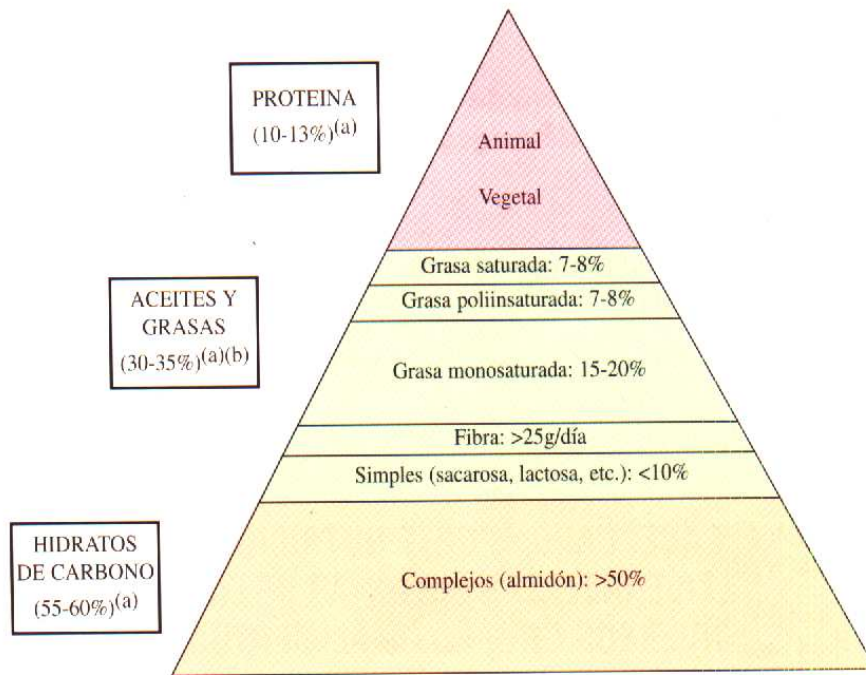 PROTEINA
(10-13%)(a)
Animal
Vegetal
ACEITES Y
GRASAS
(30-35%)(a)(b)
Grasa saturada: 7-8%
Grasa poliinsaturada: 7-8%
Grasa monosaturada: 15-20%
Fibra: >25g/día
Simples (sacarosa, lactosa, etc.): <10%
HIDRATOS
DE CARBONO
(55-60%)(a)
Complejos (almidón): >50%